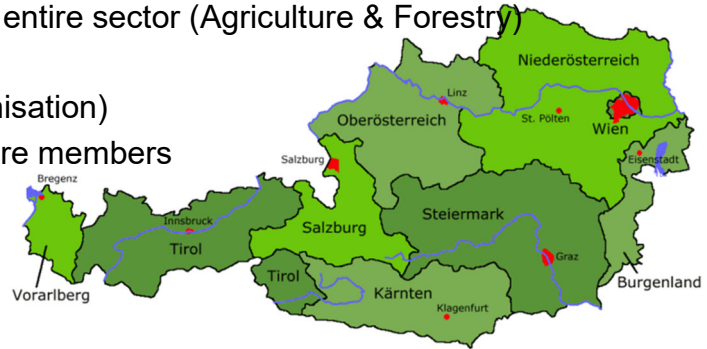 entire sector (Agriculture & Forestry)
Niederösterreich
nisation)
Linz
Oberösterreich
St. Pölten
Wien
re members
Salzburg
Eisenstadt
Bregenz
Innsbruck
Salzburg
Steiermark
Tirol
Graz
Tirol
Kärnten
Burgenland
Vorarlberg
Klagenfurt